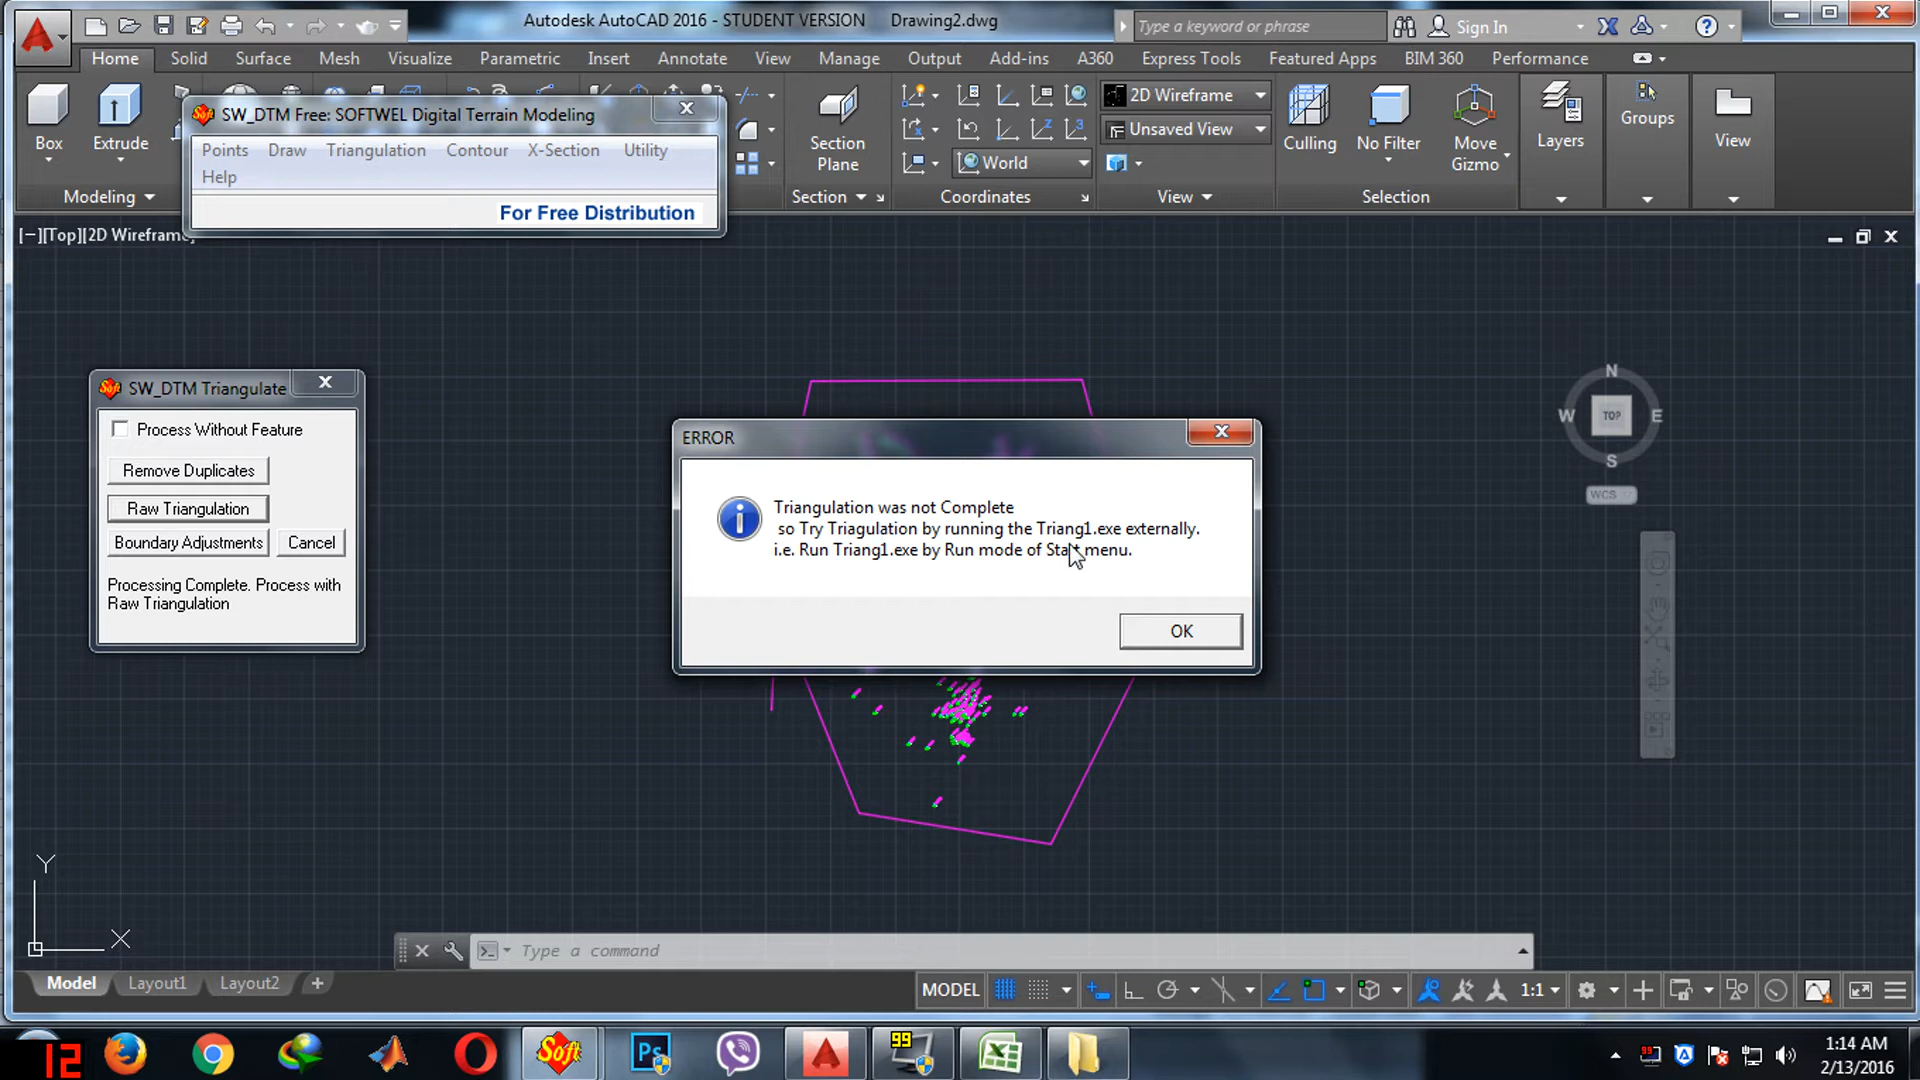 Autodesk AutoCAD 2016 - STUDENT VERSION Drawing2.dwg
Type a keyword or phrase
Sign In
Home Solid Surface Mesh Visualize Parametric Insert Annotate View Manage Output Add-ins A360 Express Tools Featured Apps BIM 360 Performance
Box
Extrude
Modeling
SW_DTM Free: SOFTWEL Digital Terrain Modeling
Points Draw Triangulation Contour X-Section Utility
Help
For Free Distribution
Section
Plane
Section
World
Coordinates
2D Wireframe
Unsaved View
View
Culling
No Filter
Move
Gizmo
Selection
Layers
Groups
View
[−][Top][2D Wireframe
N
W TOP E
S
WCS
SW_DTM Triangulate
Process Without Feature
Remove Duplicates
Raw Triangulation
Boundary Adjustments Cancel
Processing Complete. Process with
Raw Triangulation
ERROR
Triangulation was not Complete
so Try Triagulation by running the Triang1.exe externally.
i.e. Run Triang1.exe by Run mode of Start menu.
OK
Y
X
Type a command
Model Layout1 Layout2 +
MODEL
1:1
12
Soft
Ps
99
99
1:14 AM
2/13/2016